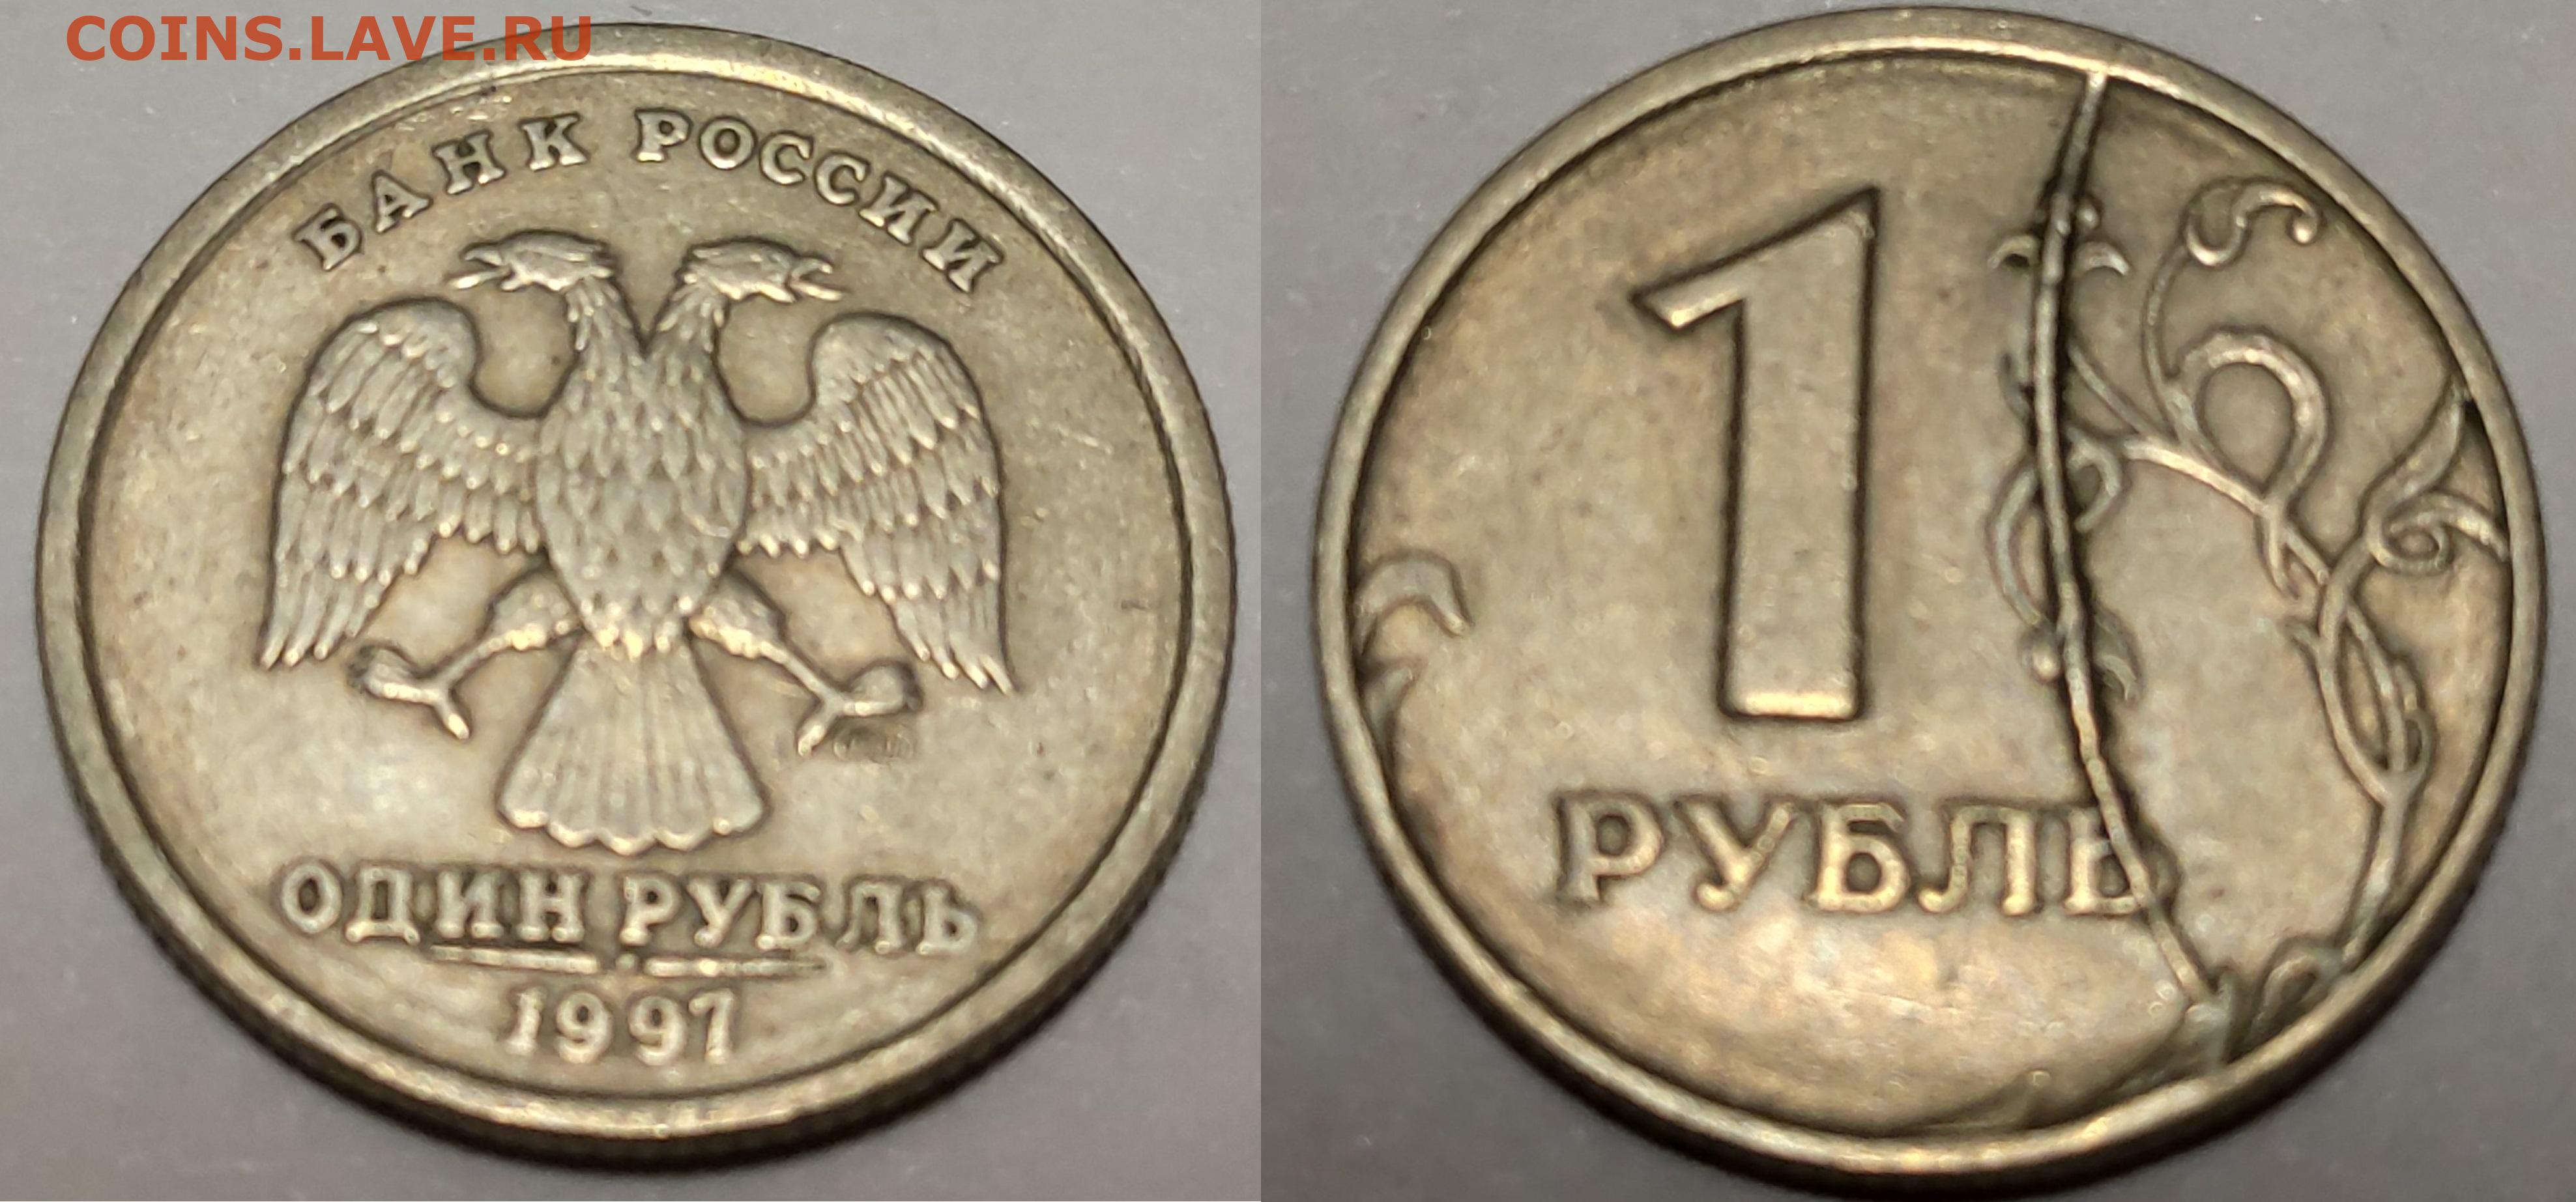 COINS.LAVE.RU
БАНК РОССИИ
ОДИН РУБЛЬ
1997
1
РУБЛЬ